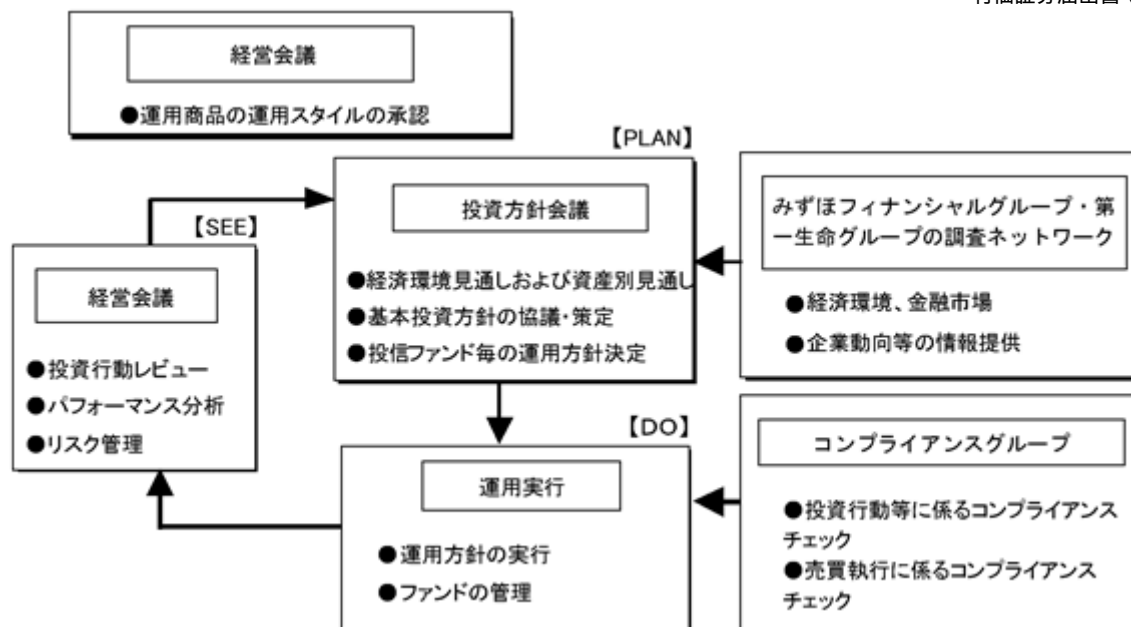 経営会議
●運用商品の運用スタイルの承認
【PLAN】
投資方針会議
●経済環境見通しおよび資産別見通し
●基本投資方針の協議・策定
●投信ファンド毎の運用方針決定
みずほフィナンシャルグループ・第
一生命グループの調査ネットワーク
●経済環境、金融市場
●企業動向等の情報提供
【SEE】
経営会議
●投資行動レビュー
●パフォーマンス分析
●リスク管理
【DO】
運用実行
●運用方針の実行
●ファンドの管理
コンプライアンスグループ
●投資行動等に係るコンプライアンス
チェック
●売買執行に係るコンプライアンス
チェック